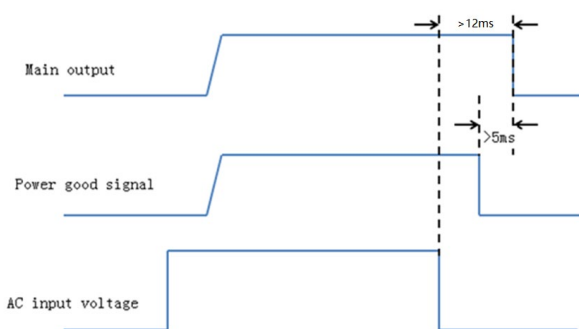 >12ms
Main output
>5ms
Power good signal
AC input voltage